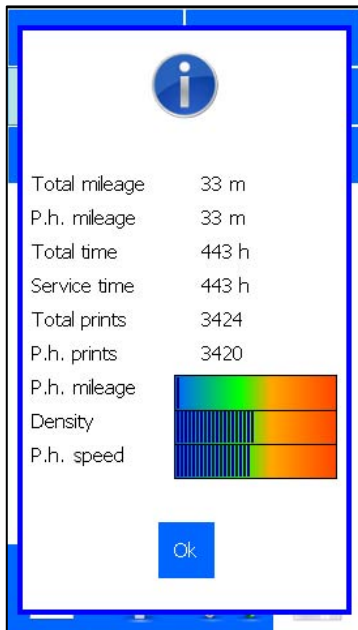 Total mileage 33 m
P.h. mileage 33 m
Total time 443 h
Service time 443 h
Total prints 3424
P.h. prints 3420
P.h. mileage
Density
P.h. speed
Ok